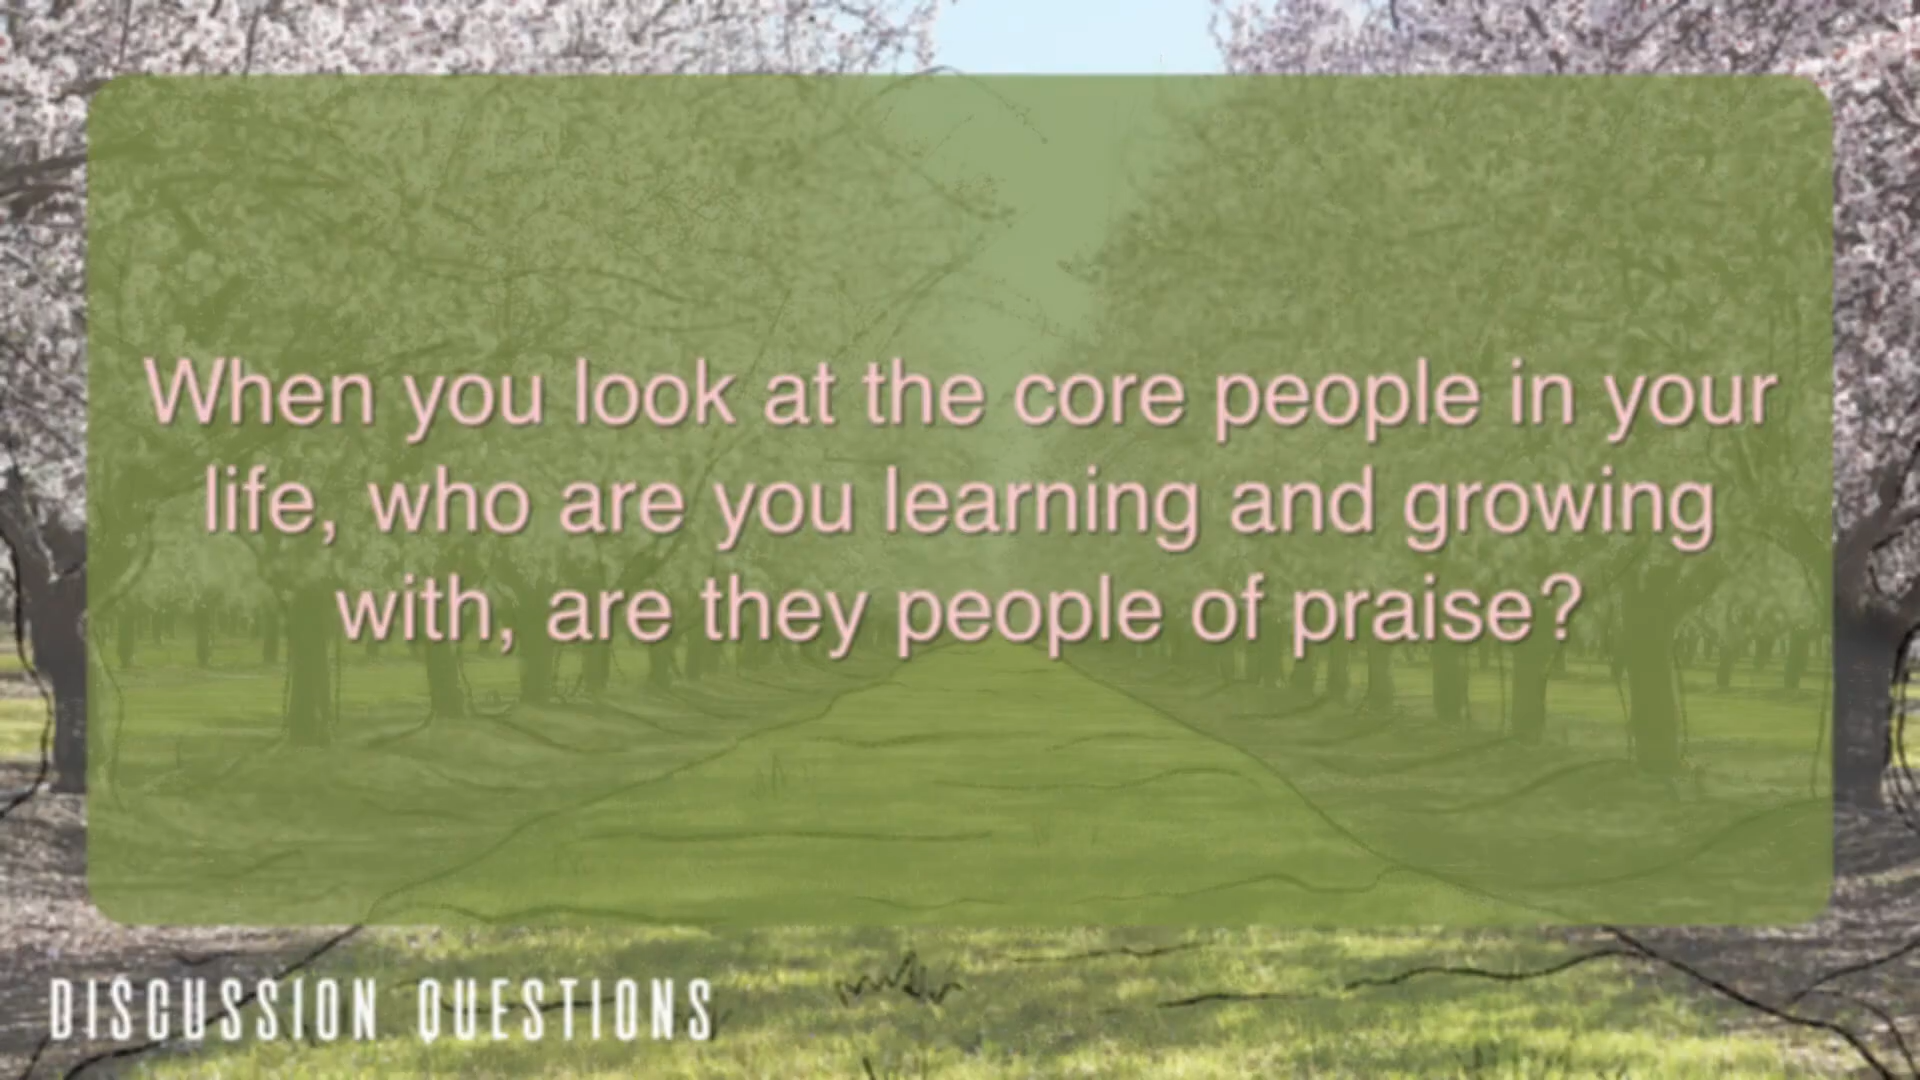 When you look at the core people in your
life, who are you learning and growing
with, are they people of praise?
DISCUSSION QUESTIONS